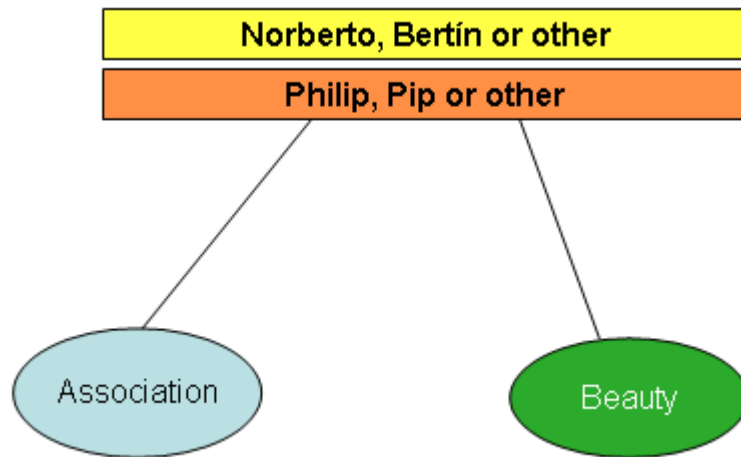 Norberto, Bertín or other
Philip, Pip or other
Association
Beauty